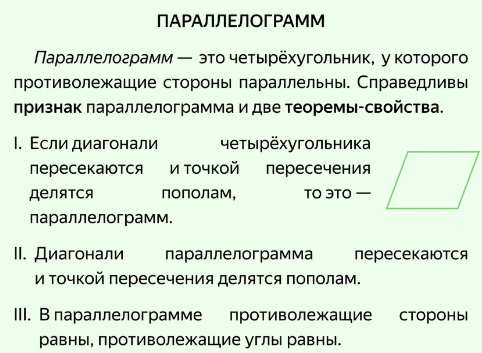 ПАРАЛЛЕЛОГРАММ
Параллелограмм — это четырёхугольник, у которого
противолежащие стороны параллельны. Справедливы
признак параллелограмма и две теоремы-свойства.
I. Если диагонали четырёхугольника
пересекаются и точкой пересечения
делятся пополам, то это —
параллелограмм.
II. Диагонали параллелограмма пересекаются
и точкой пересечения делятся пополам.
III. В параллелограмме противолежащие стороны
равны, противолежащие углы равны.